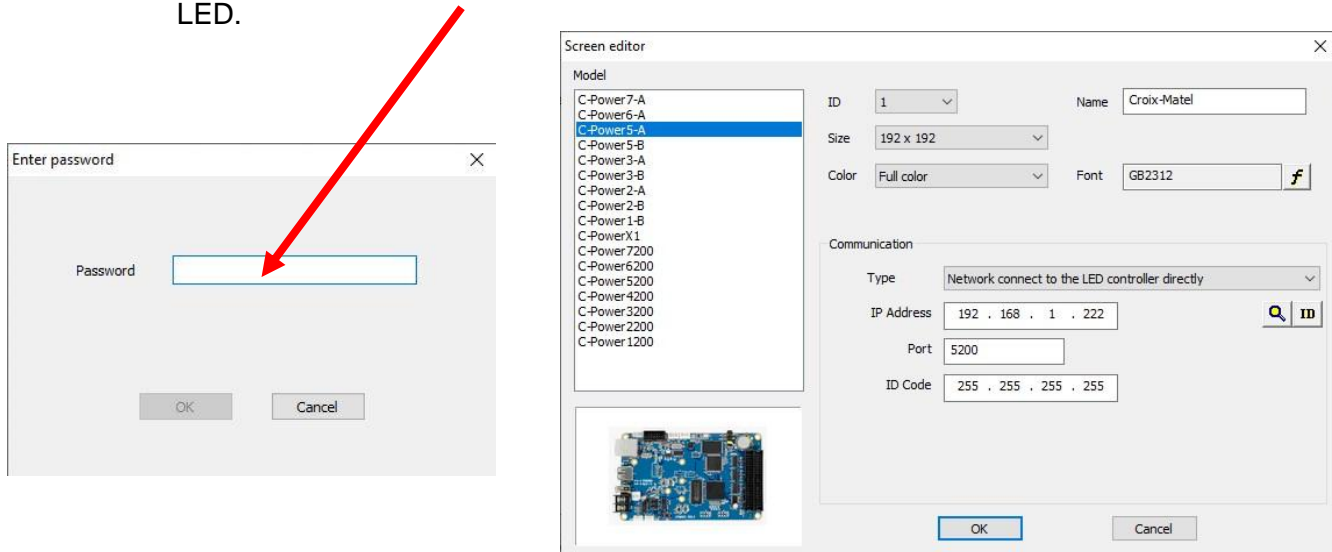 LED.
Enter password
Password
OK
Cancel
Screen editor
Model
C-Power7-A
C-Power6-A
C-Power5-A
C-Power5-B
C-Power3-A
C-Power3-B
C-Power2-A
C-Power2-B
C-Power1-B
C-PowerX1
C-Power7200
C-Power6200
C-Power5200
C-Power4200
C-Power3200
C-Power2200
C-Power1200
ID 1
Name Croix-Matel
Size 192 x 192
Color Full color
Font GB2312 f
Communication
Type Network connect to the LED controller directly
IP Address 192 . 168 . 1 . 222 ID
Port 5200
ID Code 255 . 255 . 255 . 255
OK
Cancel